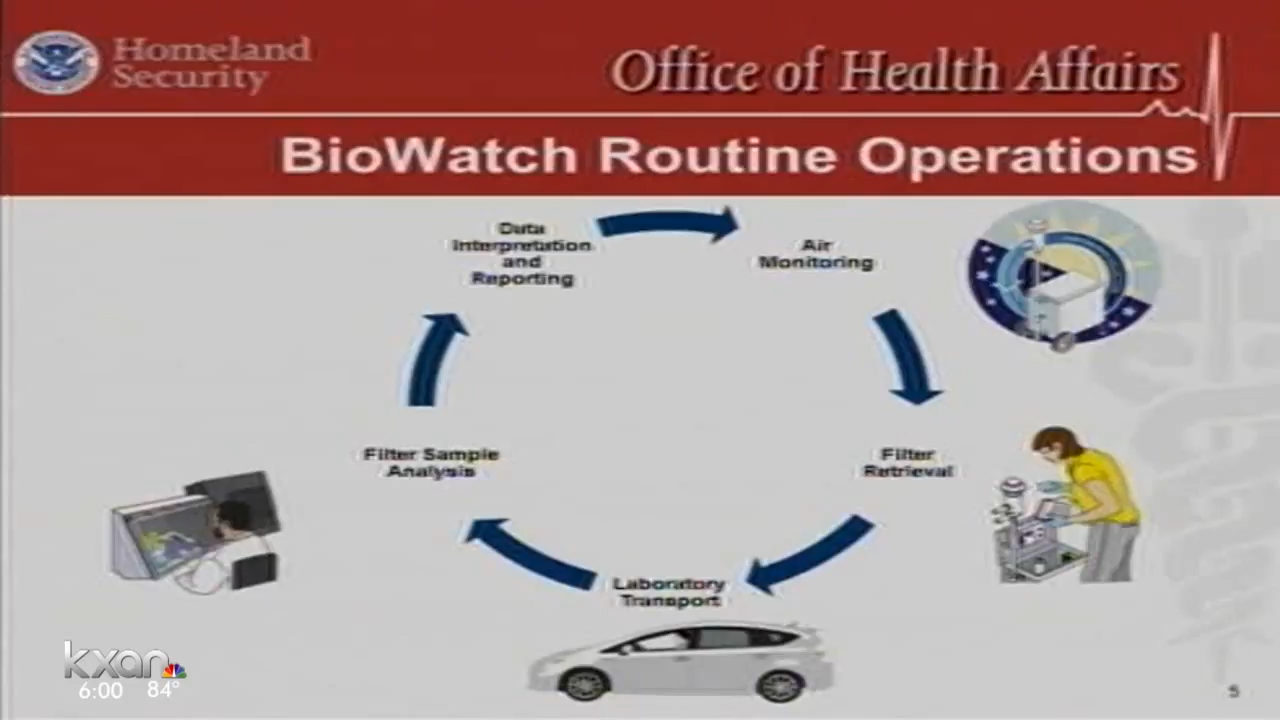 Homeland
Security
Office of Health Affairs
BioWatch Routine Operations
Data
Interpretation
and
Reporting
Air
Monitoring
Filter Sample
Analysis
Filter
Retrieval
Laboratory
Transport
kxan
6:00 84°
5